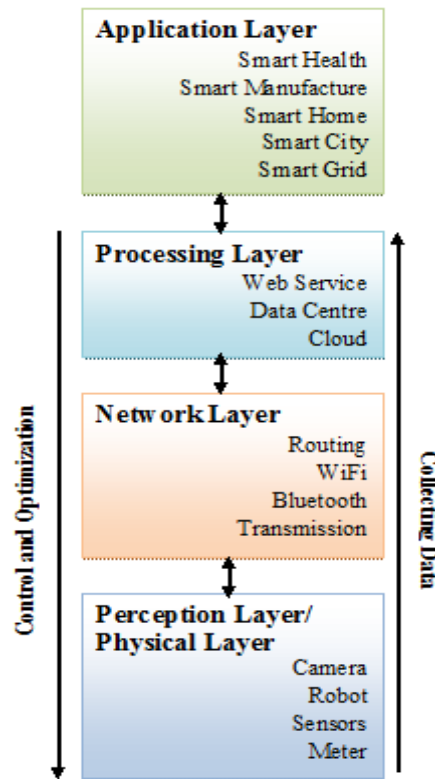 Application Layer
Smart Health
Smart Manufacture
Smart Home
Smart City
Smart Grid
Processing Layer
Web Service
Data Centre
Cloud
Network Layer
Routing
WiFi
Bluetooth
Transmission
Perception Layer/
Physical Layer
Camera
Robot
Sensors
Meter
Control and Optimization
Collecting Data